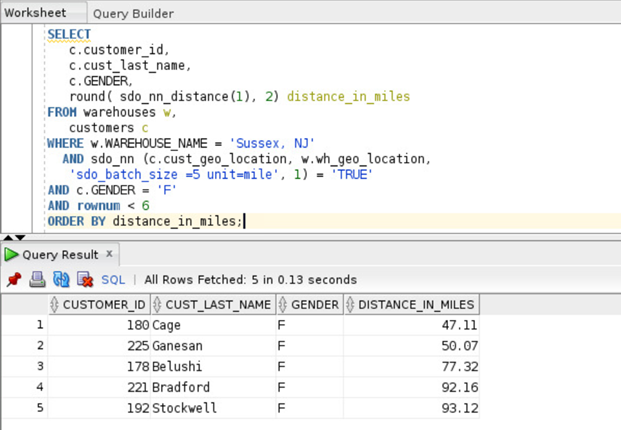 Worksheet Query Builder
SELECT
c.customer_id,
c.cust_last_name,
c.GENDER,
round( sdo_nn_distance(1), 2) distance_in_miles
FROM warehouses w,
customers c
WHERE w.WAREHOUSE_NAME = 'Sussex, NJ'
AND sdo_nn (c.cust_geo_location, w.wh_geo_location,
'sdo_batch_size =5 unit=mile', 1) = 'TRUE'
AND c.GENDER = 'F'
AND rownum < 6
ORDER BY distance_in_miles;
Query Result x
SQL | All Rows Fetched: 5 in 0.13 seconds
CUSTOMER_ID CUST_LAST_NAME GENDER DISTANCE_IN_MILES
1 180 Cage F 47.11
2 225 Ganesan F 50.07
3 178 Belushi F 77.32
4 221 Bradford F 92.16
5 192 Stockwell F 93.12